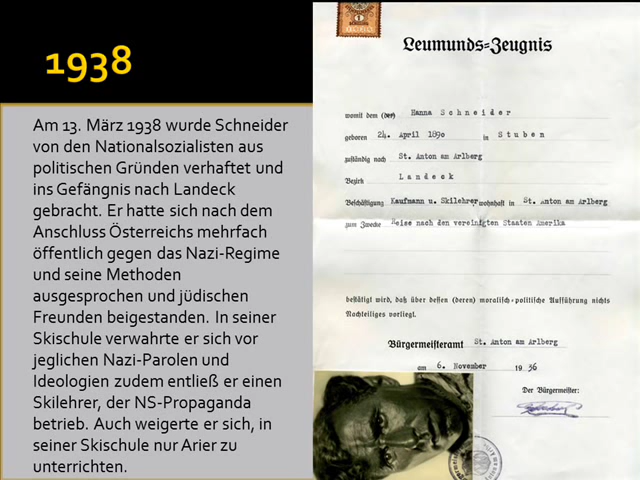 1938
Am 13. März 1938 wurde Schneider
von den Nationalsozialisten aus
politischen Gründen verhaftet und
ins Gefängnis nach Landeck
gebracht. Er hatte sich nach dem
Anschluss Österreichs mehrfach
öffentlich gegen das Nazi-Regime
und seine Methoden
ausgesprochen und jüdischen
Freunden beigestanden. In seiner
Skischule verwahrte er sich vor
jeglichen Nazi-Parolen und
Ideologien zudem entließ er einen
Skilehrer, der NS-Propaganda
betrieb. Auch weigerte er sich, in
seiner Skischule nur Arier zu
unterrichten.
Leumunds=Zeugnis
womit dem (der) Hanna Schneider
geboren 24. April 1890 in Stuben
zuständig nach St. Anton am Arlberg
Bezirk Landeck
Beschäftigung Kaufmann u. Skilehrer wohnhaft in St. Anton am Arlberg
zum Zwecke Reise nach den vereinigten Staaten Amerika
bestätigt wird, daß über dessen (deren) moralisch=politische Aufführung nichts
Nachteiliges vorliegt.
Bürgermeisteramt St. Anton am Arlberg
am 6. November 1936
Der Bürgermeister: